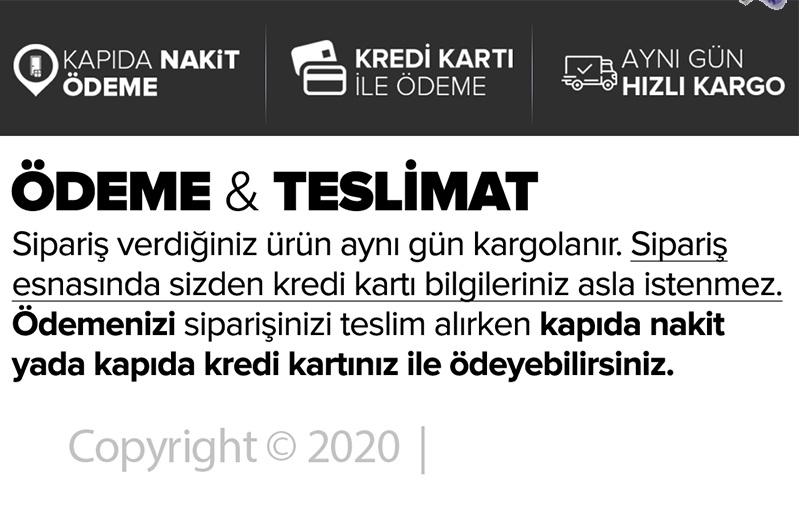 KAPIDA NAKiT
ÖDEME
KREDİ KARTI
İLE ÖDEME
AYNI GÜN
HIZLI KARGO
ÖDEME & TESLİMAT
Sipariş verdiğiniz ürün aynı gün kargolanır. Sipariş
esnasında sizden kredi kartı bilgileriniz asla istenmez.
Ödemenizi siparişinizi teslim alırken kapıda nakit
yada kapıda kredi kartınız ile ödeyebilirsiniz.
Copyright © 2020 |